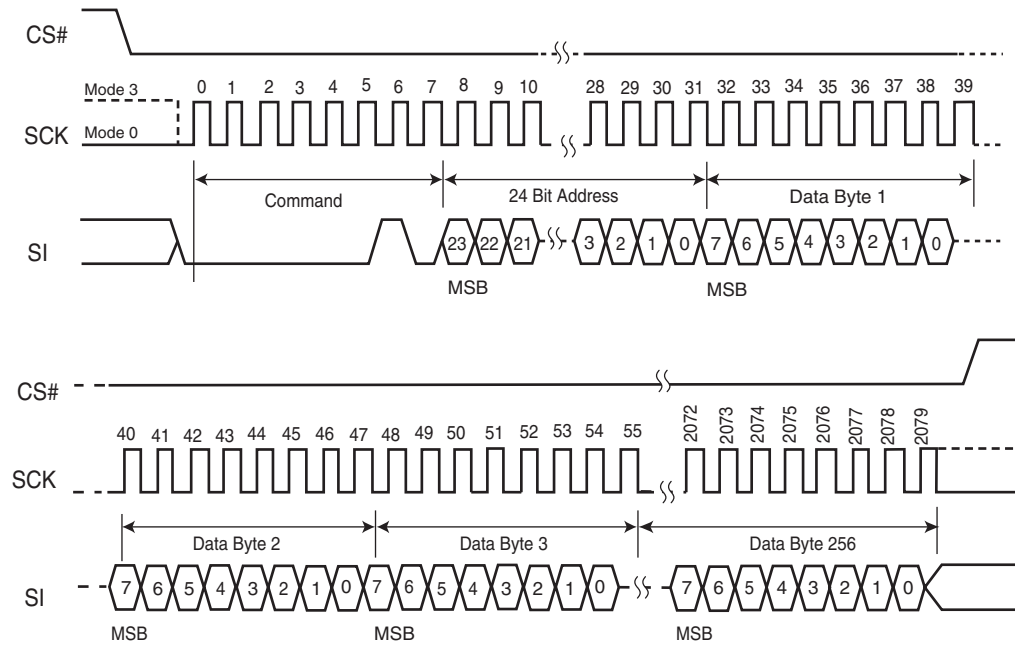 CS#
Mode 3
0 1 2 3 4 5 6 7 8 9 10 28 29 30 31 32 33 34 35 36 37 38 39
SCK
Mode 0
Command
24 Bit Address
Data Byte 1
SI
23 22 21 3 2 1 0 7 6 5 4 3 2 1 0
MSB
MSB
CS#
40 41 42 43 44 45 46 47 48 49 50 51 52 53 54 55 2072 2073 2074 2075 2076 2077 2078 2079
SCK
Data Byte 2
Data Byte 3
Data Byte 256
SI
7 6 5 4 3 2 1 0 7 6 5 4 3 2 1 0 7 6 5 4 3 2 1 0
MSB
MSB
MSB